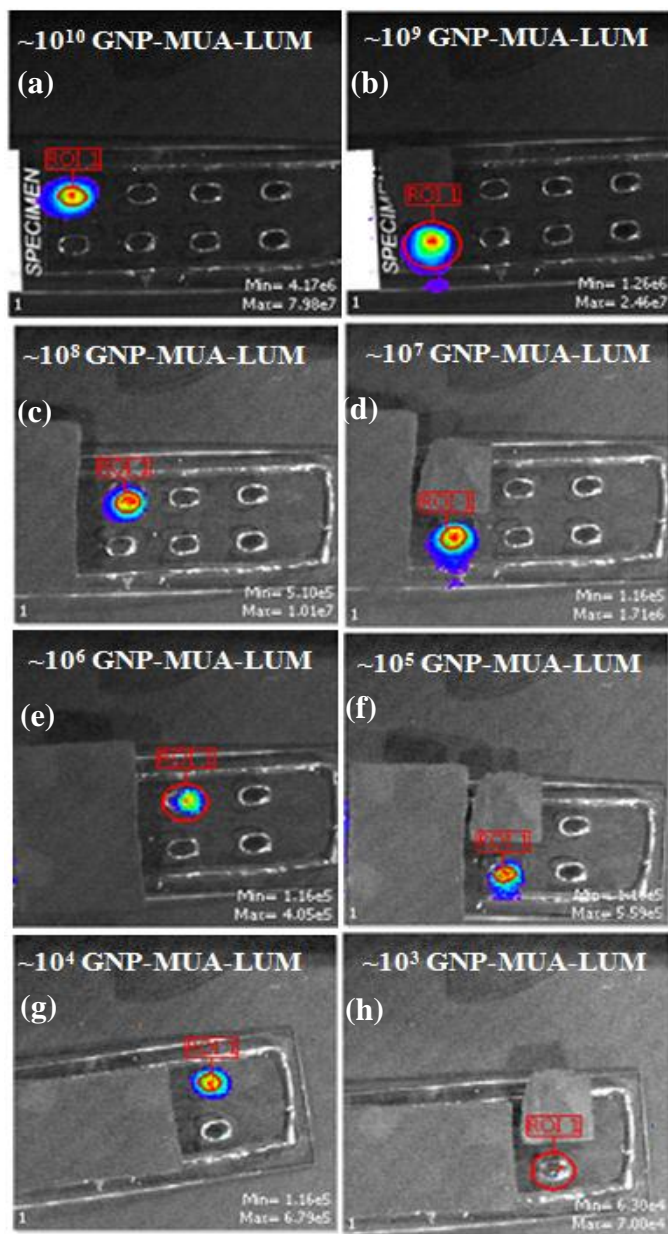 ~10¹⁰ GNP-MUA-LUM
(a)
ROI 1
SPECIMEN
Min= 4.17e6
Max= 7.98e7
1
~10⁹ GNP-MUA-LUM
(b)
ROI 1
SPECIMEN
Min= 1.26e6
Max= 2.46e7
1
~10⁸ GNP-MUA-LUM
(c)
ROI 1
Min= 5.10e5
Max= 1.01e7
1
~10⁷ GNP-MUA-LUM
(d)
ROI 1
Min= 1.16e5
Max= 1.71e6
1
~10⁶ GNP-MUA-LUM
(e)
ROI 1
Min= 1.16e5
Max= 4.05e5
1
~10⁵ GNP-MUA-LUM
(f)
ROI 1
Min=
Max= 5.59e5
1
~10⁴ GNP-MUA-LUM
(g)
ROI 1
Min= 1.16e5
Max= 6.79e5
1
~10³ GNP-MUA-LUM
(h)
ROI 1
Min= 6.30e4
Max= 7.00e4
1